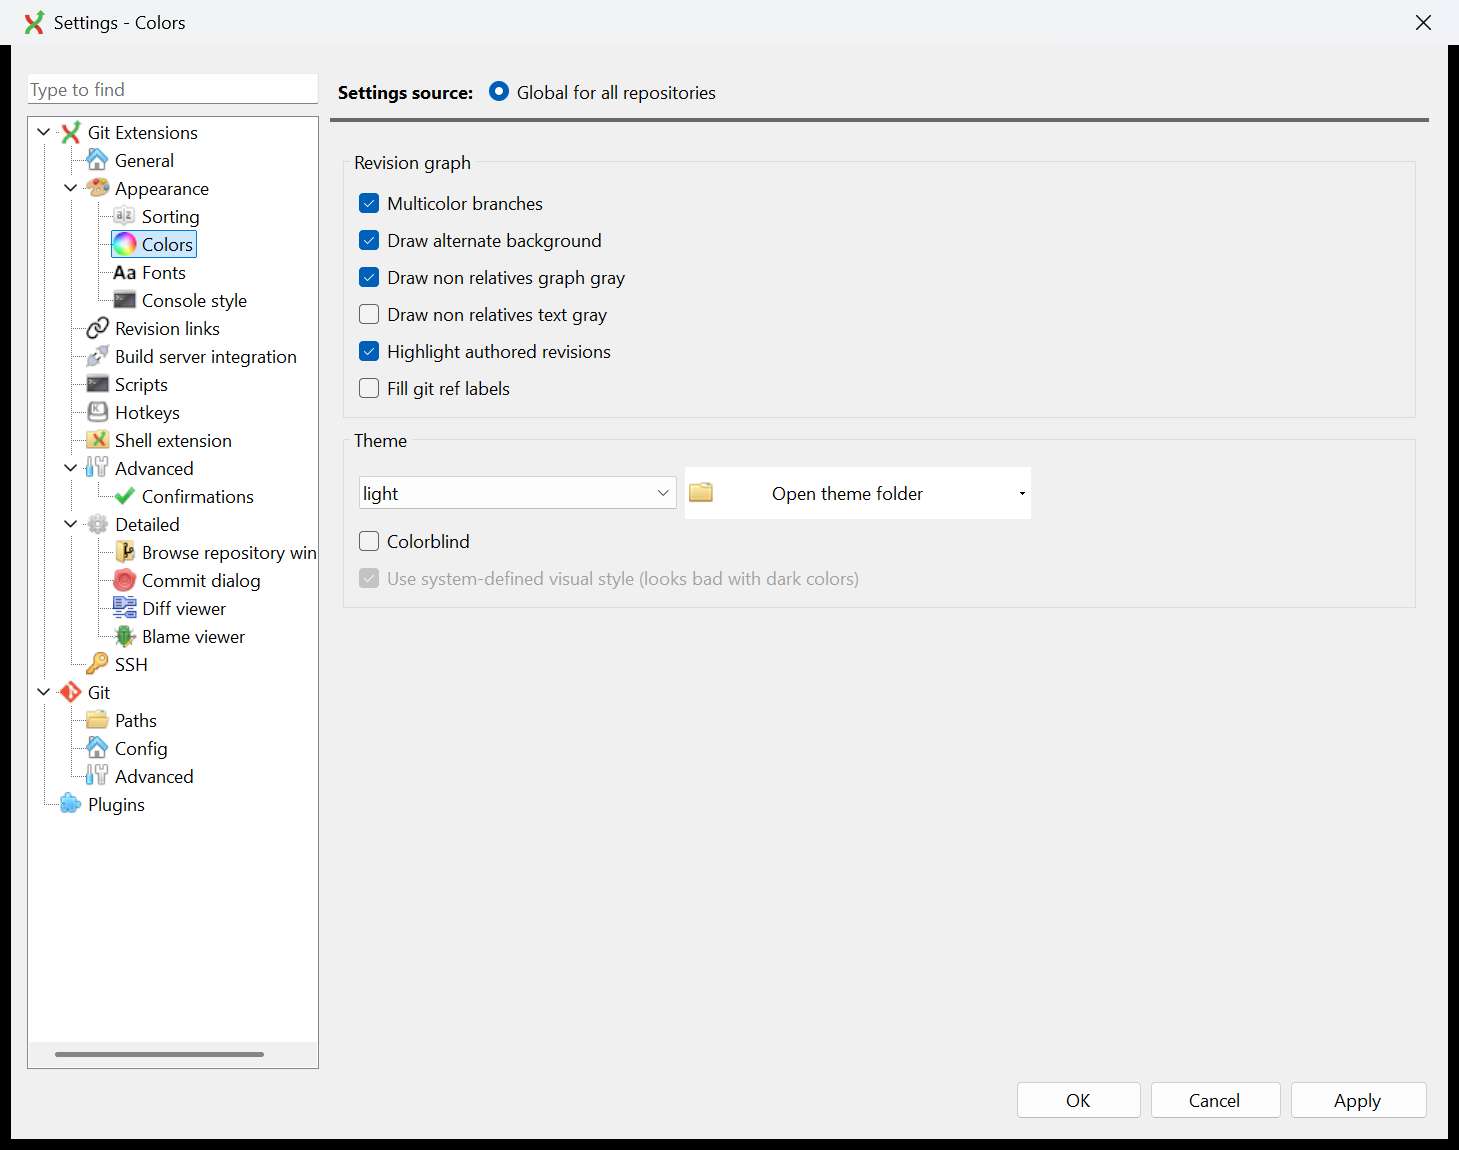 Settings - Colors
Type to find
Git Extensions
General
Appearance
Sorting
Colors
Aa Fonts
Console style
Revision links
Build server integration
Scripts
Hotkeys
Shell extension
Advanced
Confirmations
Detailed
Browse repository win
Commit dialog
Diff viewer
Blame viewer
SSH
Git
Paths
Config
Advanced
Plugins
Settings source: Global for all repositories
Revision graph
Multicolor branches
Draw alternate background
Draw non relatives graph gray
Draw non relatives text gray
Highlight authored revisions
Fill git ref labels
Theme
light Open theme folder
Colorblind
Use system-defined visual style (looks bad with dark colors)
OK Cancel Apply